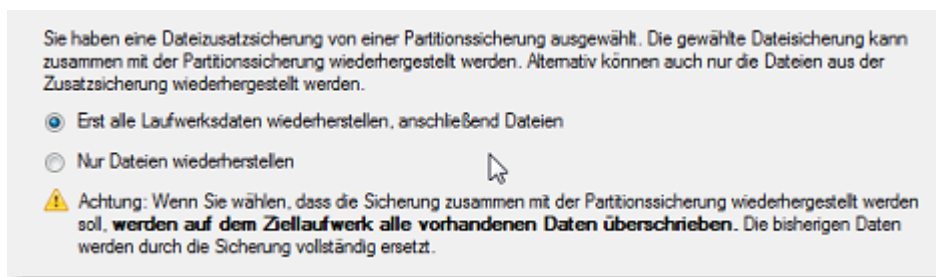 Sie haben eine Dateizusatzsicherung von einer Partitionssicherung ausgewählt. Die gewählte Dateisicherung kann
zusammen mit der Partitionssicherung wiederhergestellt werden. Alternativ können auch nur die Dateien aus der
Zusatzsicherung wiederhergestellt werden.
Erst alle Laufwerksdaten wiederherstellen, anschließend Dateien
Nur Dateien wiederherstellen
Achtung: Wenn Sie wählen, dass die Sicherung zusammen mit der Partitionssicherung wiederhergestellt werden
soll, werden auf dem Ziellaufwerk alle vorhandenen Daten überschrieben. Die bisherigen Daten
werden durch die Sicherung vollständig ersetzt.